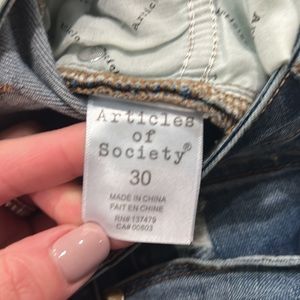 Articles
of
Society®
30
MADE IN CHINA
FAIT EN CHINE
RN# 137479
CA# 00603